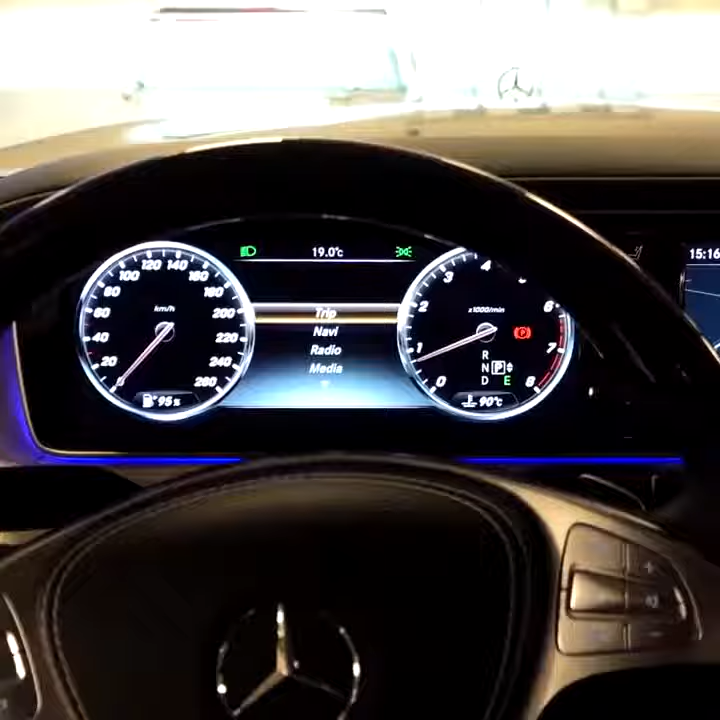 19.0°c
15:16
km/h
20
40
60
80
100
120
140
160
180
200
220
240
260
95%
Trip
Navi
Radio
Media
x1000/min
0
1
2
3
4
6
7
8
R
N P
D E
90°c